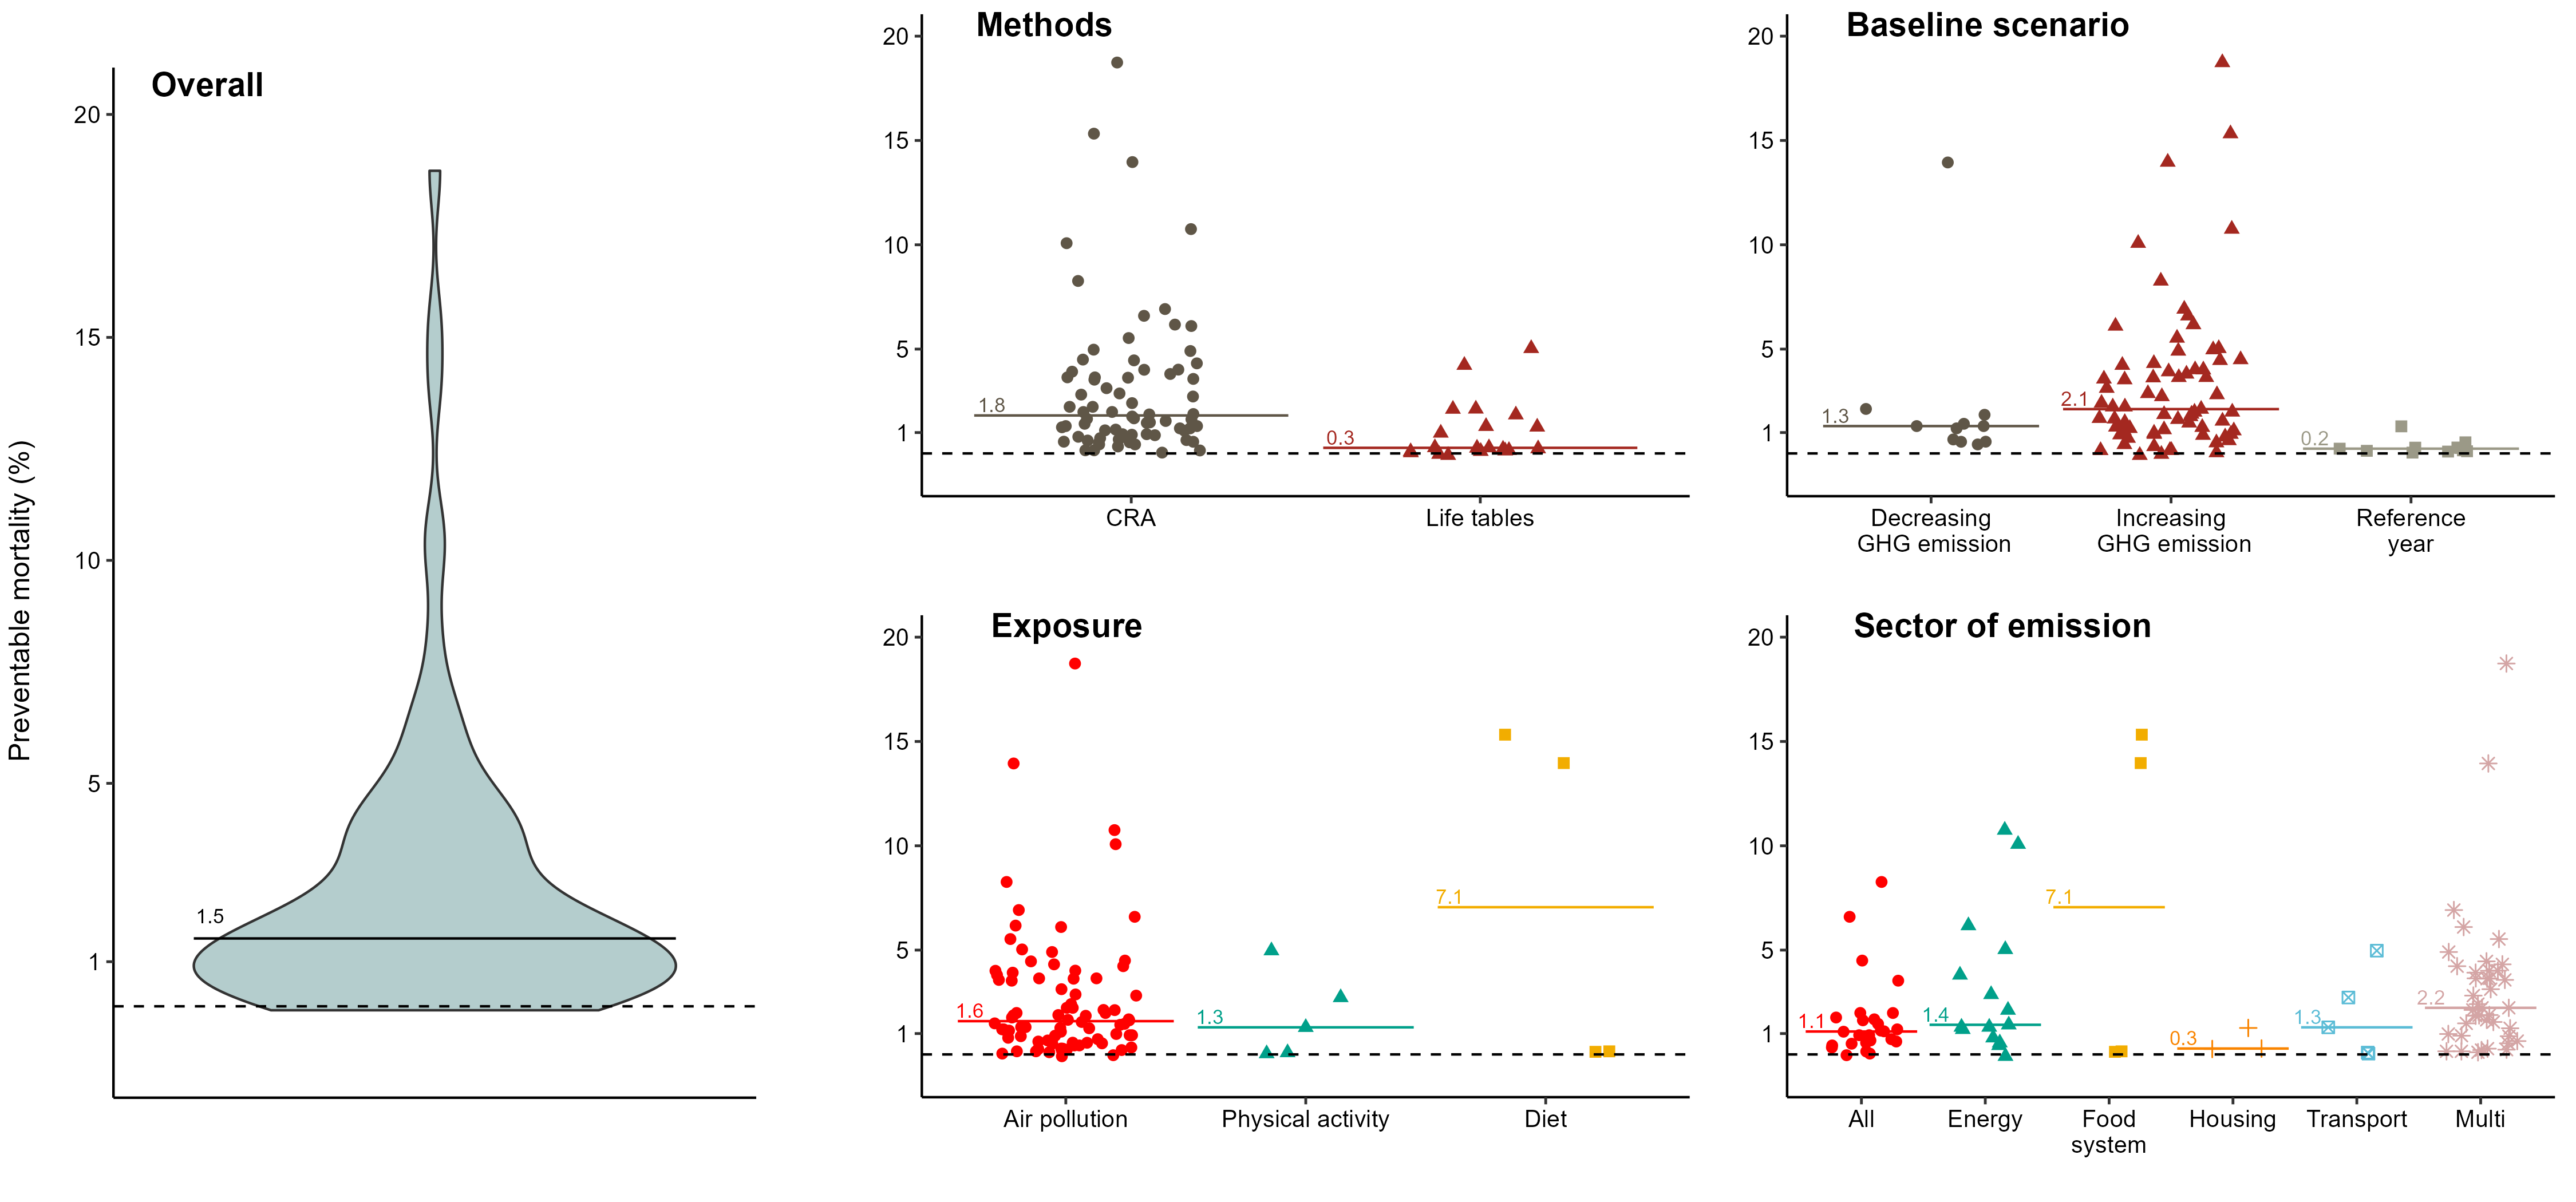 Preventable mortality (%)
Overall
20
15
10
5
1
1.5
Methods
20
15
10
5
1
1.8
0.3
CRA
Life tables
Baseline scenario
20
15
10
5
1
1.3
2.1
0.2
Decreasing
GHG emission
Increasing
GHG emission
Reference
year
Exposure
20
15
10
5
1
1.6
1.3
7.1
Air pollution
Physical activity
Diet
Sector of emission
20
15
10
5
1
1.1
1.4
7.1
0.3
1.3
2.2
All
Energy
Food
system
Housing
Transport
Multi